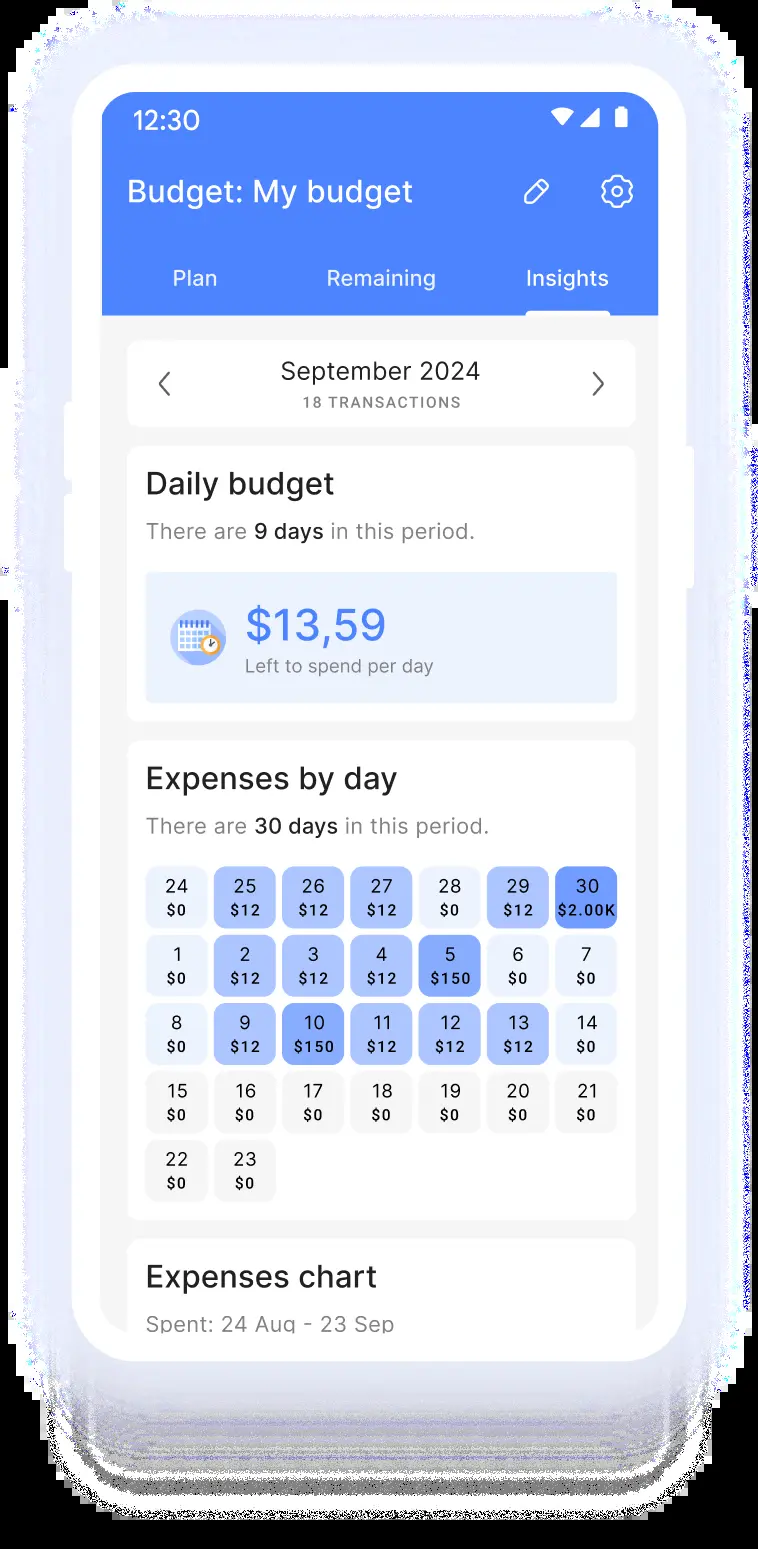 12:30
Budget: My budget
Plan Remaining Insights
September 2024
18 TRANSACTIONS
Daily budget
There are 9 days in this period.
$13,59
Left to spend per day
Expenses by day
There are 30 days in this period.
24 25 26 27 28 29 30
$0 $12 $12 $12 $0 $12 $2.00K
1 2 3 4 5 6 7
$0 $12 $12 $12 $150 $0 $0
8 9 10 11 12 13 14
$0 $12 $150 $12 $12 $12 $0
15 16 17 18 19 20 21
$0 $0 $0 $0 $0 $0 $0
22 23
$0 $0
Expenses chart
Spent: 24 Aug - 23 Sep